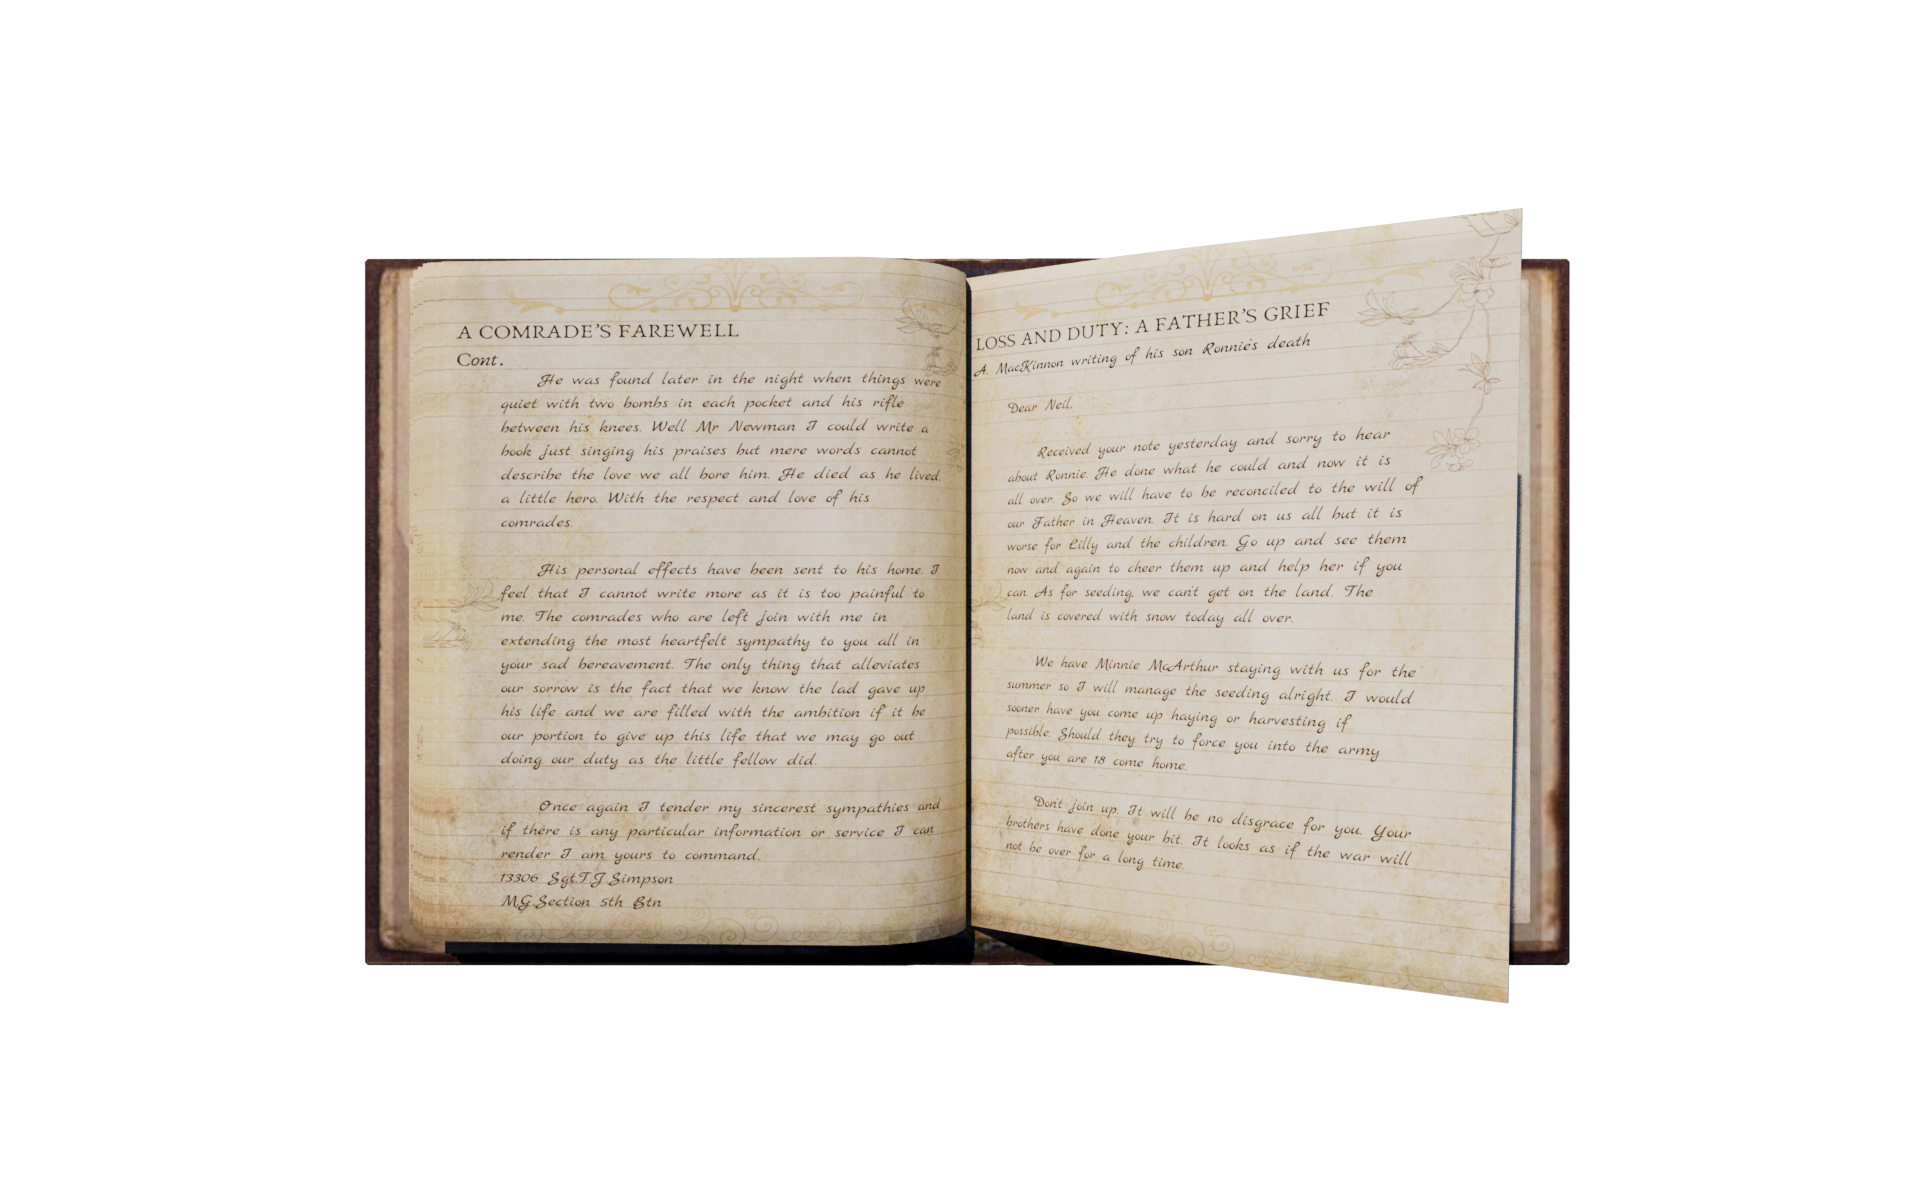 A COMRADE'S FAREWELL
Cont.
He was found later in the night when things were
quiet with two bombs in each pocket and his rifle
between his knees. Well Mr Newman I could write a
book just singing his praises but mere words cannot
describe the love we all bore him. He died as he lived,
a little hero. With the respect and love of his
comrades.
His personal effects have been sent to his home. I
feel that I cannot write more as it is too painful to
me. The comrades who are left join with me in
extending the most heartfelt sympathy to you all in
your sad bereavement. The only thing that alleviates
our sorrow is the fact that we know the lad gave up
his life and we are filled with the ambition if it be
our portion to give up this life that we may go out
doing our duty as the little fellow did.
Once again I tender my sincerest sympathies and
if there is any particular information or service I can
render I am yours to command.
13306 Sgt.T.J.Simpson
M.G.Section 5th Btn
LOSS AND DUTY: A FATHER'S GRIEF
A. MacKinnon writing of his son Ronnie's death
Dear Neil,
Received your note yesterday and sorry to hear
about Ronnie. He done what he could and now it is
all over. So we will have to be reconciled to the will of
our Father in Heaven. It is hard on us all but it is
worse for Lilly and the children. Go up and see them
now and again to cheer them up and help her if you
can. As for seeding, we can't get on the land. The
land is covered with snow today all over.
We have Minnie McArthur staying with us for the
summer so I will manage the seeding alright. I would
sooner have you come up haying or harvesting if
possible. Should they try to force you into the army
after you are 18 come home.
Don't join up. It will be no disgrace for you. Your
brothers have done your bit. It looks as if the war will
not be over for a long time.